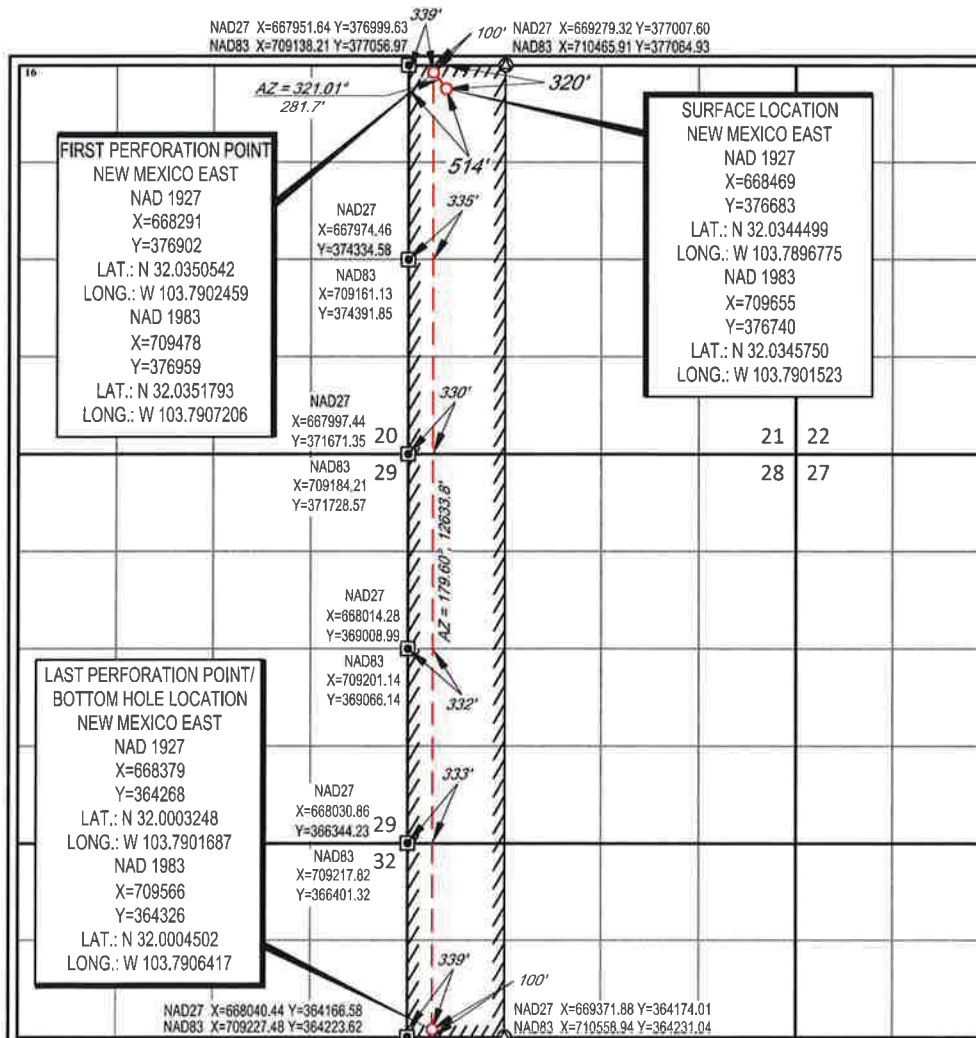 339'
NAD27 X=667951.64 Y=376999.63
NAD83 X=709138.21 Y=377056.97
100'
NAD27 X=669279.32 Y=377007.60
NAD83 X=710465.91 Y=377064.93
16
AZ = 321.01°
281.7'
320'
514'
FIRST PERFORATION POINT
NEW MEXICO EAST
NAD 1927
X=668291
Y=376902
LAT.: N 32.0350542
LONG.: W 103.7902459
NAD 1983
X=709478
Y=376959
LAT.: N 32.0351793
LONG.: W 103.7907206
SURFACE LOCATION
NEW MEXICO EAST
NAD 1927
X=668469
Y=376683
LAT.: N 32.0344499
LONG.: W 103.7896775
NAD 1983
X=709655
Y=376740
LAT.: N 32.0345750
LONG.: W 103.7901523
335'
NAD27
X=667974.46
Y=374334.58
NAD83
X=709161.13
Y=374391.85
330'
NAD27
X=667997.44
Y=371671.35
20
21 22
29
28 27
NAD83
X=709184.21
Y=371728.57
AZ = 179.60°, 12633.8'
NAD27
X=668014.28
Y=369008.99
NAD83
X=709201.14
Y=369066.14
332'
LAST PERFORATION POINT/
BOTTOM HOLE LOCATION
NEW MEXICO EAST
NAD 1927
X=668379
Y=364268
LAT.: N 32.0003248
LONG.: W 103.7901687
NAD 1983
X=709566
Y=364326
LAT.: N 32.0004502
LONG.: W 103.7906417
333'
NAD27
X=668030.86
Y=366344.23
29
32
NAD83
X=709217.82
Y=366401.32
339'
100'
NAD27 X=668040.44 Y=364166.58
NAD83 X=709227.48 Y=364223.62
NAD27 X=669371.88 Y=364174.01
NAD83 X=710558.94 Y=364231.04